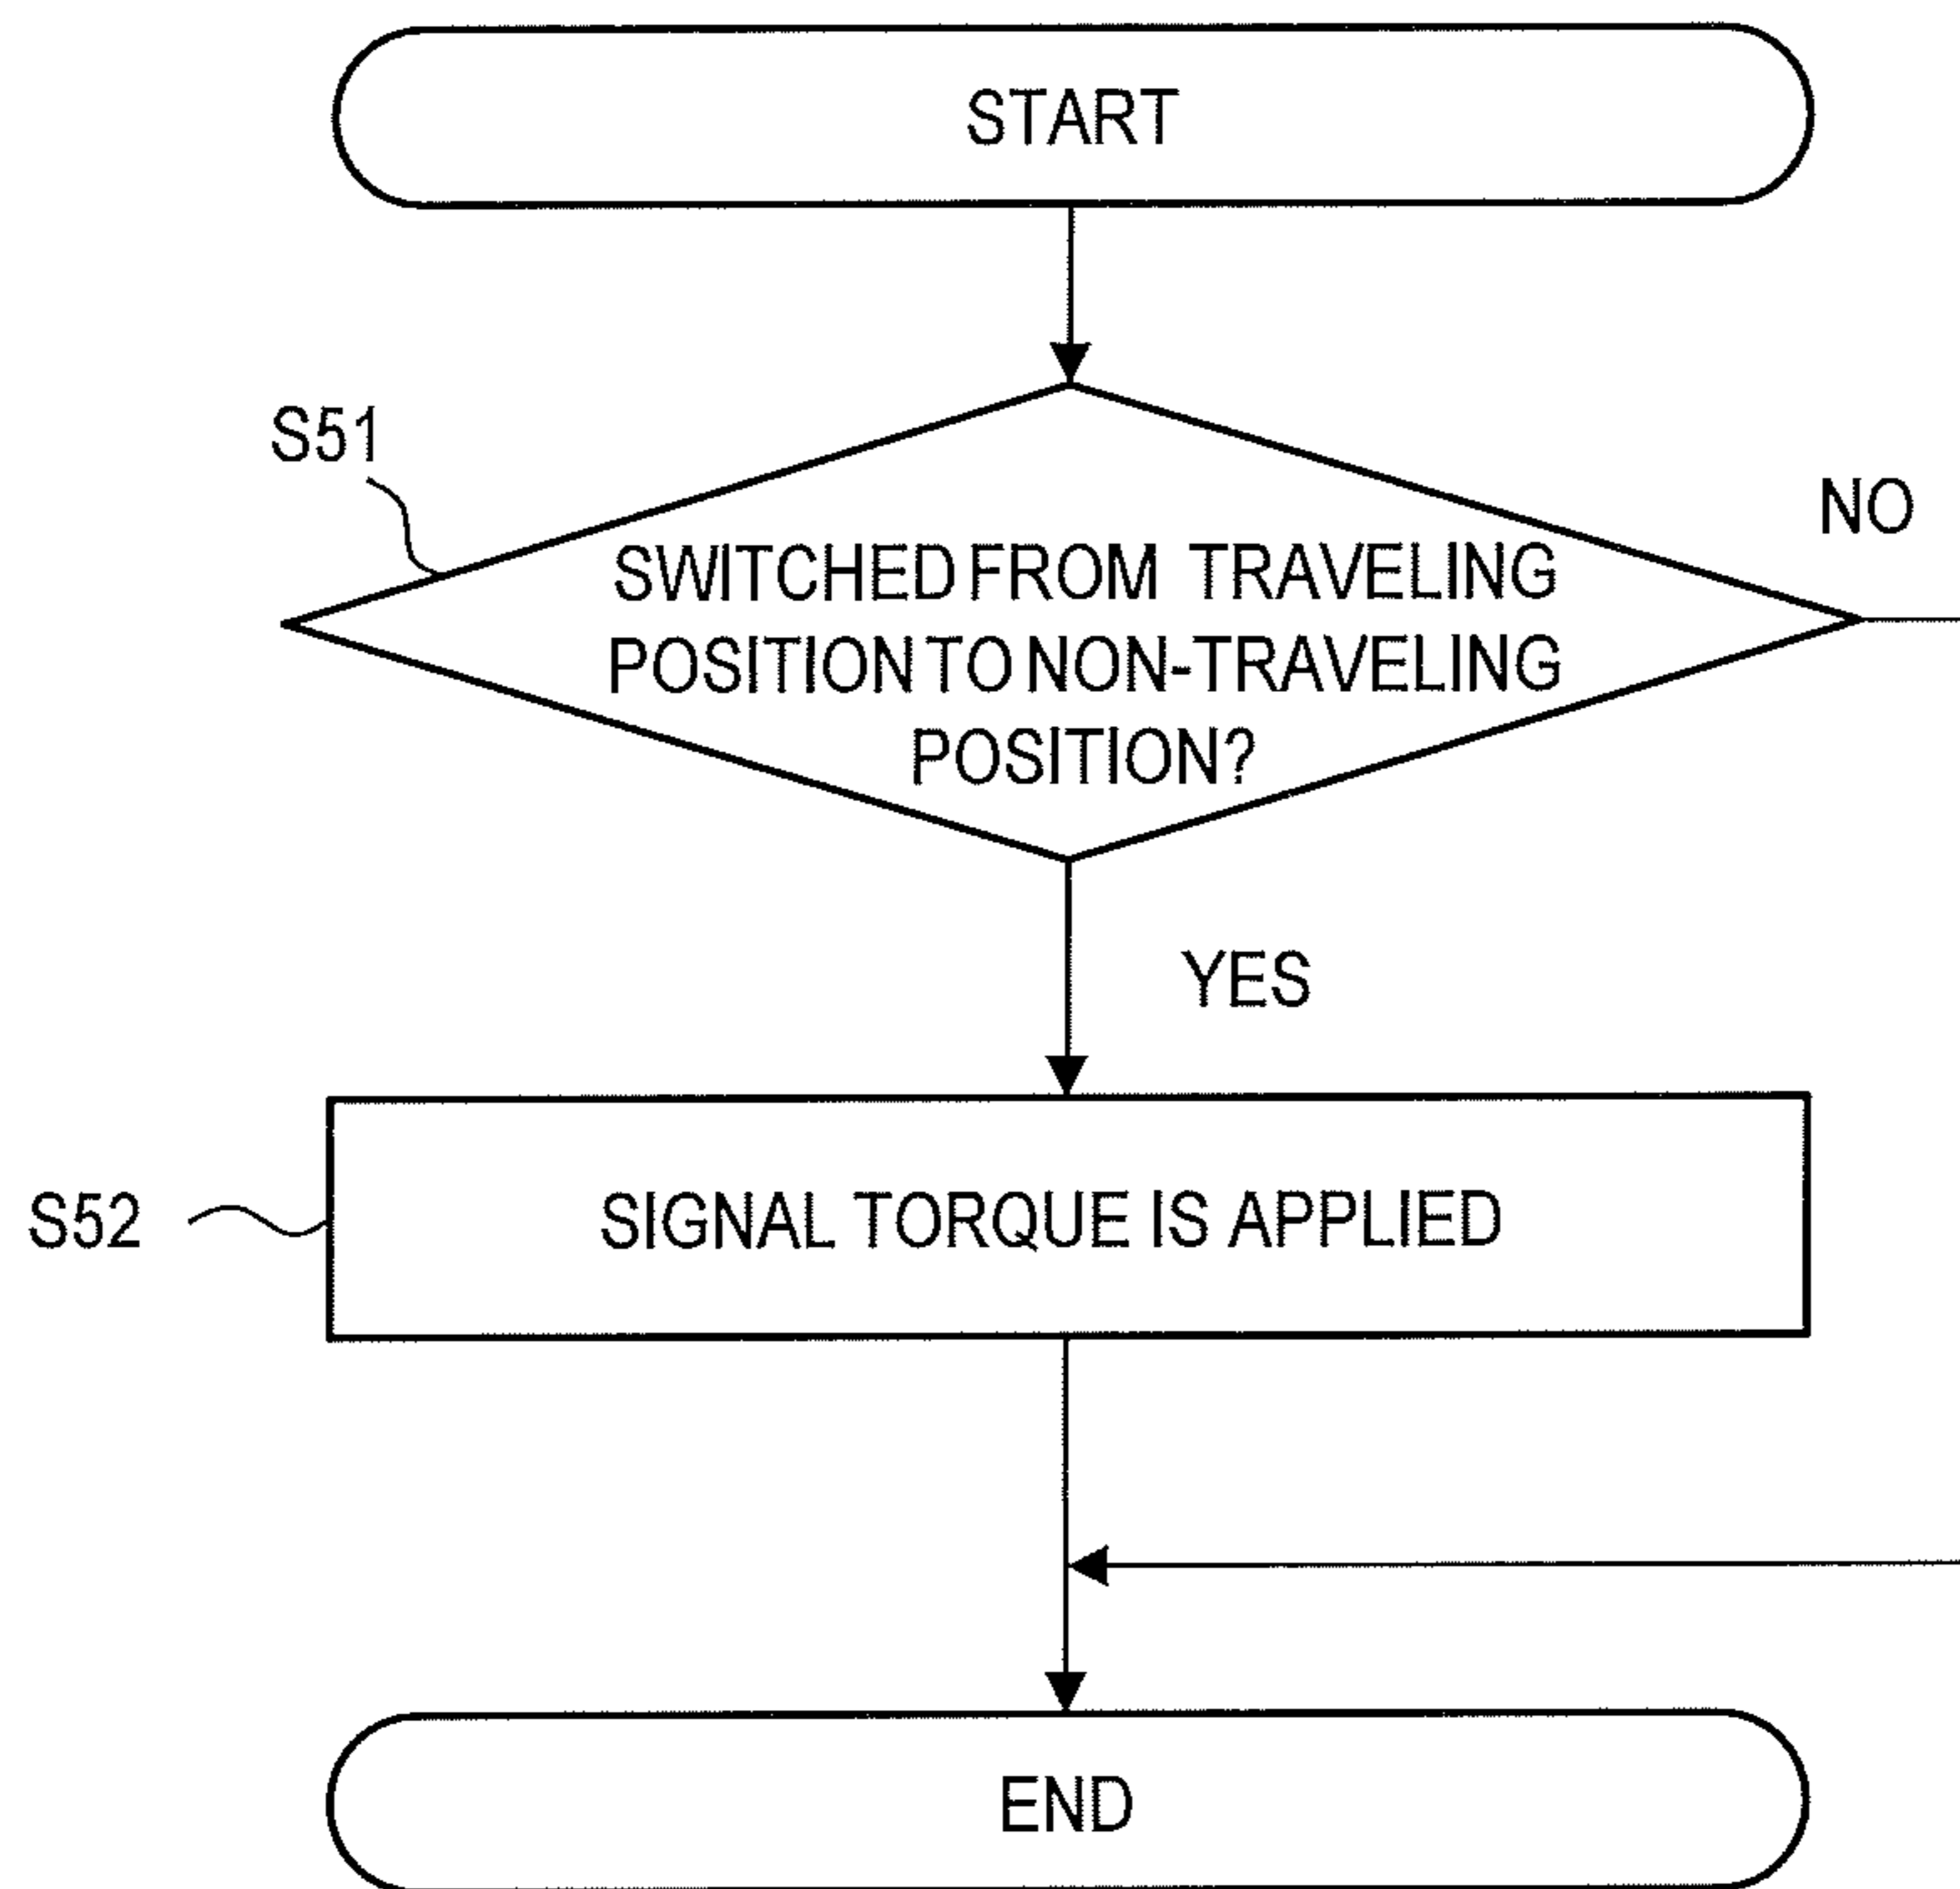 START
S51
NO
SWITCHED FROM TRAVELING
POSITION TO NON-TRAVELING
POSITION?
YES
S52
SIGNAL TORQUE IS APPLIED
END